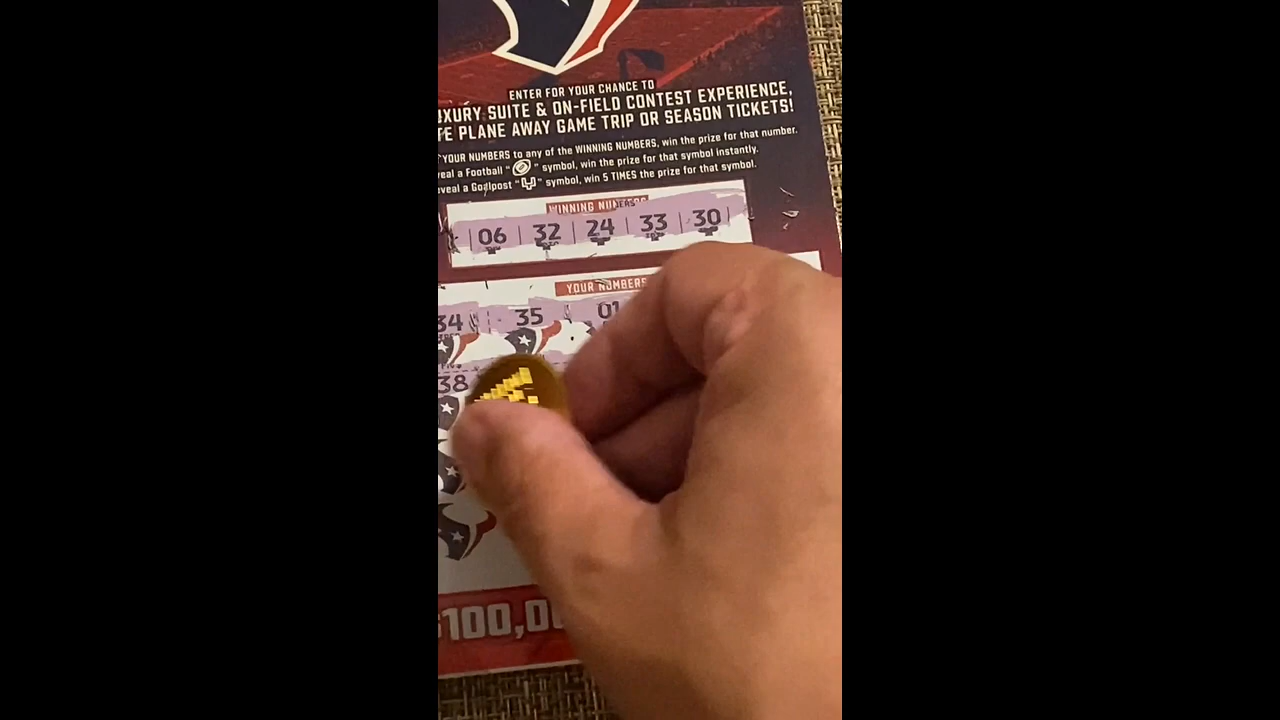 ENTER FOR YOUR CHANCE TO
UXURY SUITE & ON-FIELD CONTEST EXPERIENCE,
TE PLANE AWAY GAME TRIP OR SEASON TICKETS!
YOUR NUMBERS to any of the WINNING NUMBERS, win the prize for that number.
veal a Football " " symbol, win the prize for that symbol instantly.
eveal a Goalpost " " symbol, win 5 TIMES the prize for that symbol.
WINNING NUMBERS
06 32 24 33 30
YOUR NUMBERS
34 35 01
38
$100,00